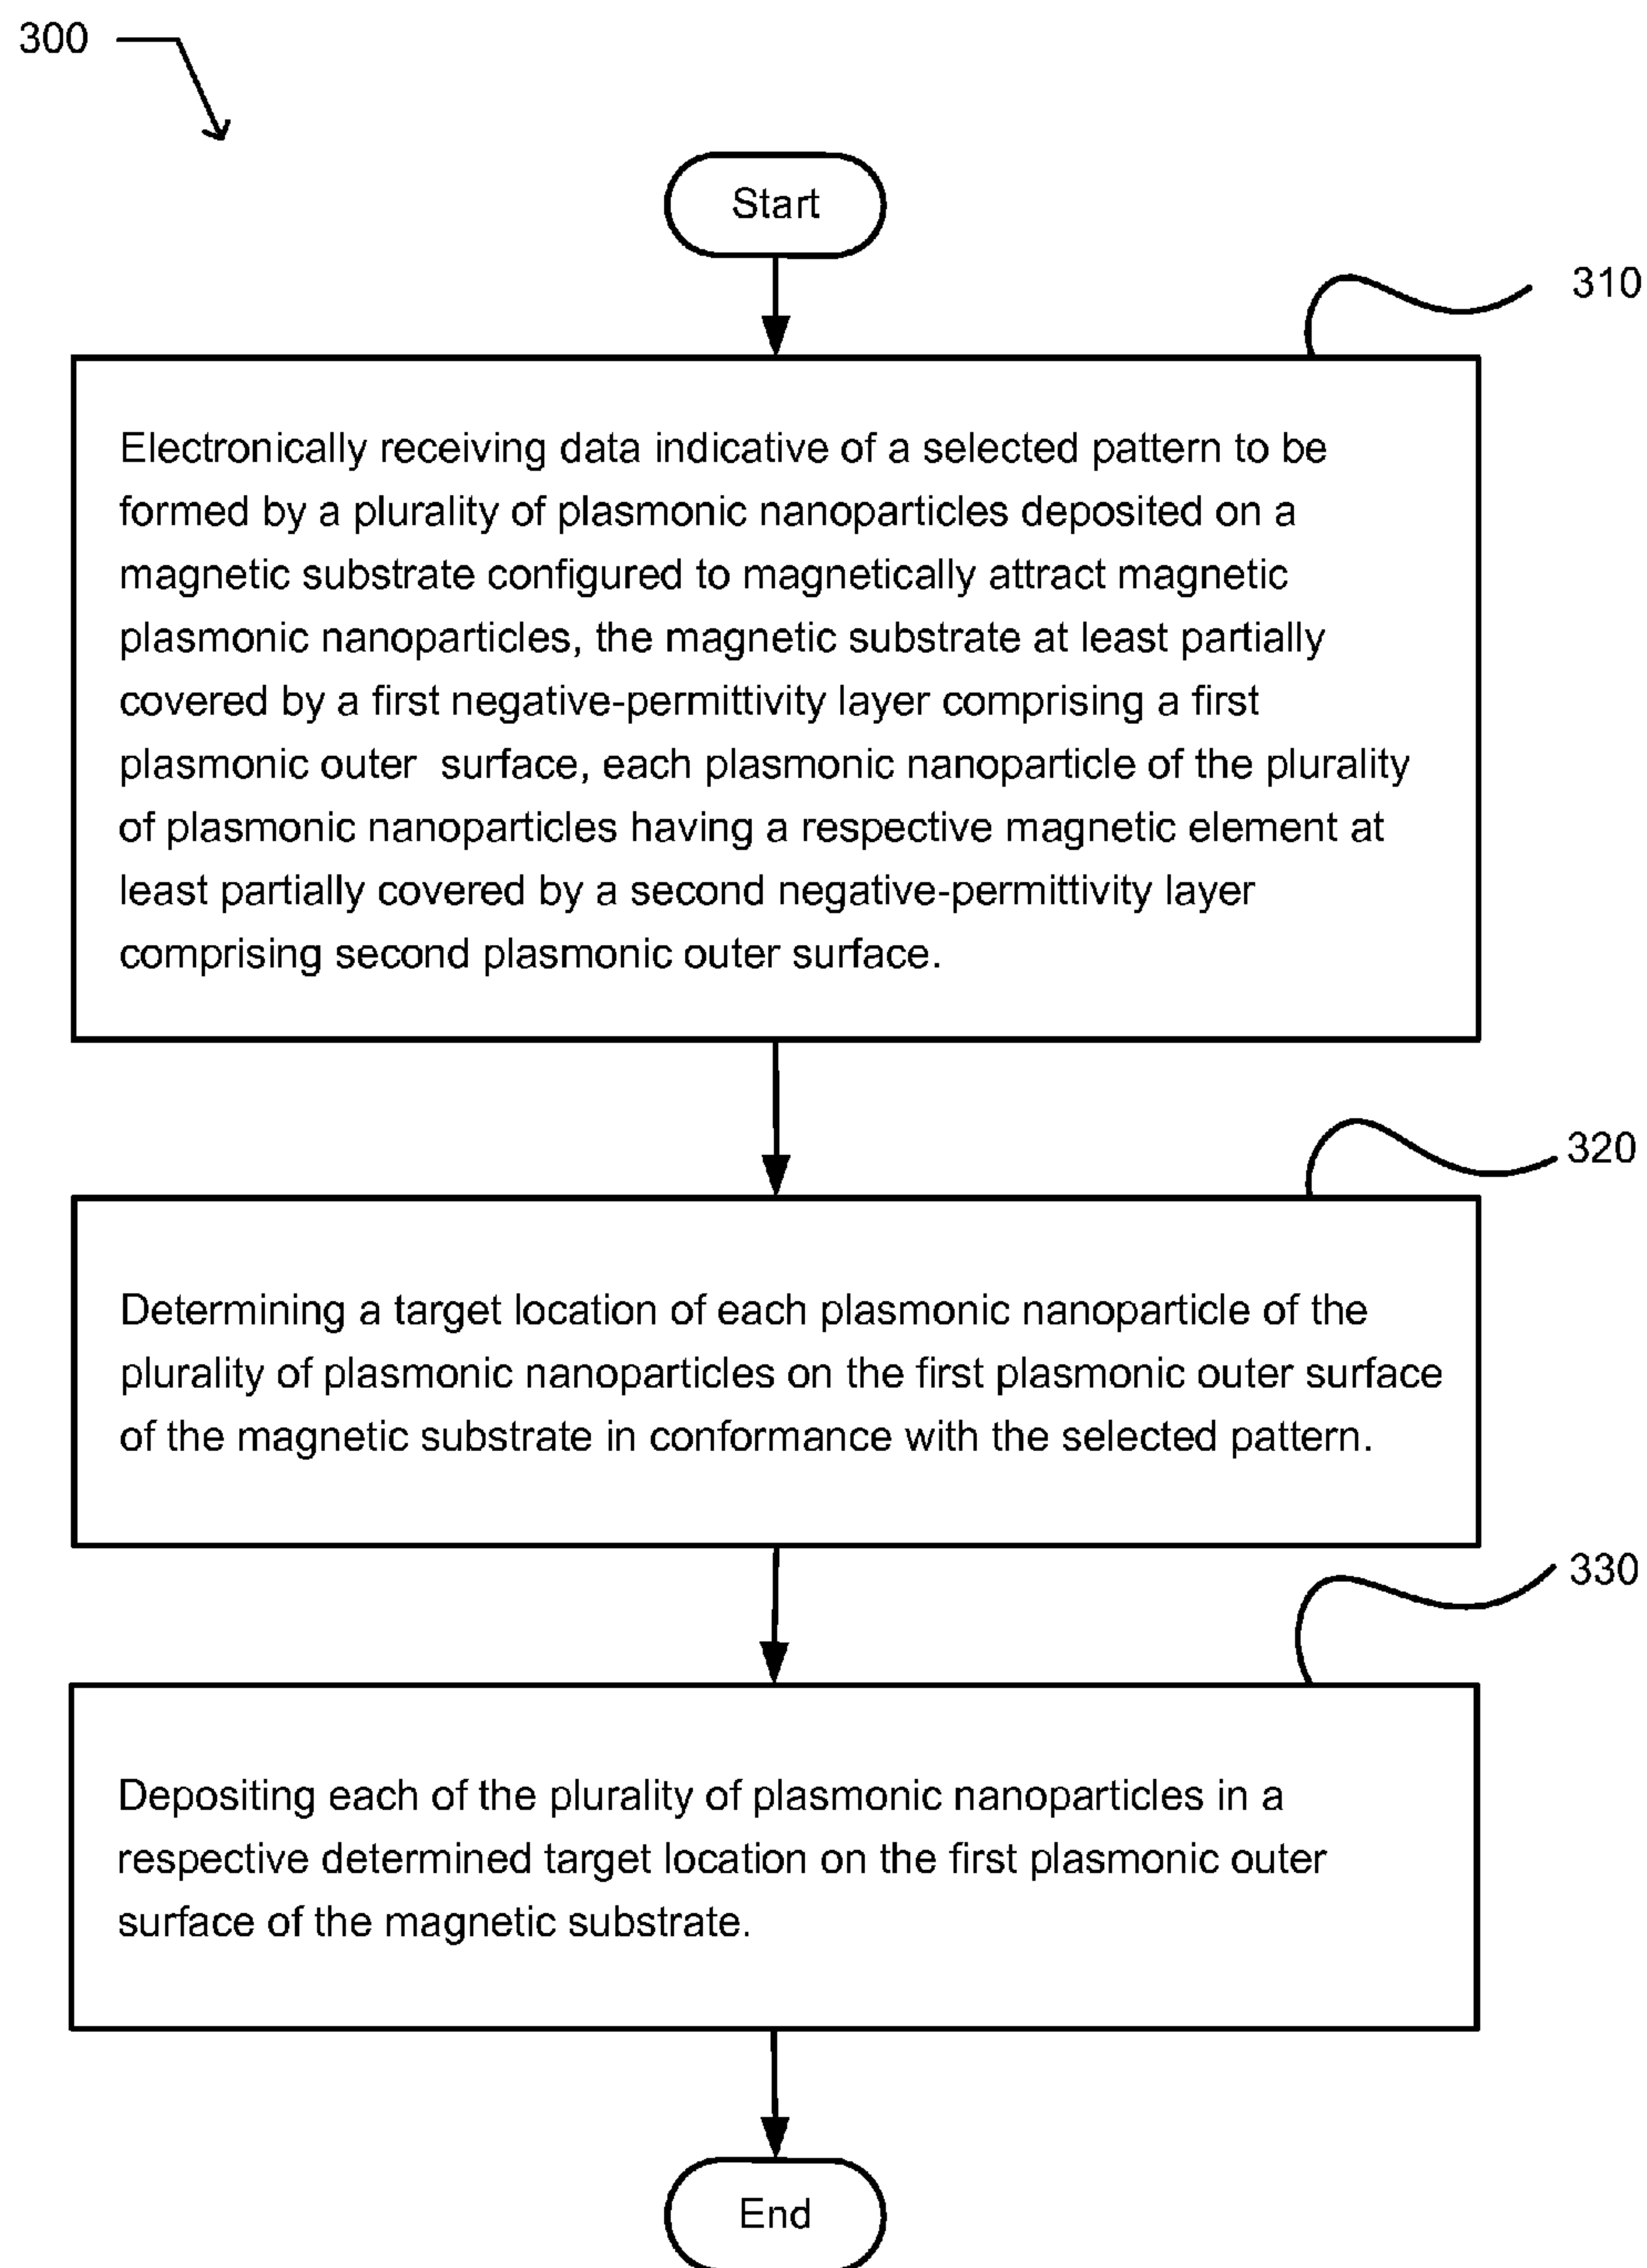 300
Start
310
Electronically receiving data indicative of a selected pattern to be
formed by a plurality of plasmonic nanoparticles deposited on a
magnetic substrate configured to magnetically attract magnetic
plasmonic nanoparticles, the magnetic substrate at least partially
covered by a first negative-permittivity layer comprising a first
plasmonic outer  surface, each plasmonic nanoparticle of the plurality
of plasmonic nanoparticles having a respective magnetic element at
least partially covered by a second negative-permittivity layer
comprising second plasmonic outer surface.
320
Determining a target location of each plasmonic nanoparticle of the
plurality of plasmonic nanoparticles on the first plasmonic outer surface
of the magnetic substrate in conformance with the selected pattern.
330
Depositing each of the plurality of plasmonic nanoparticles in a
respective determined target location on the first plasmonic outer
surface of the magnetic substrate.
End